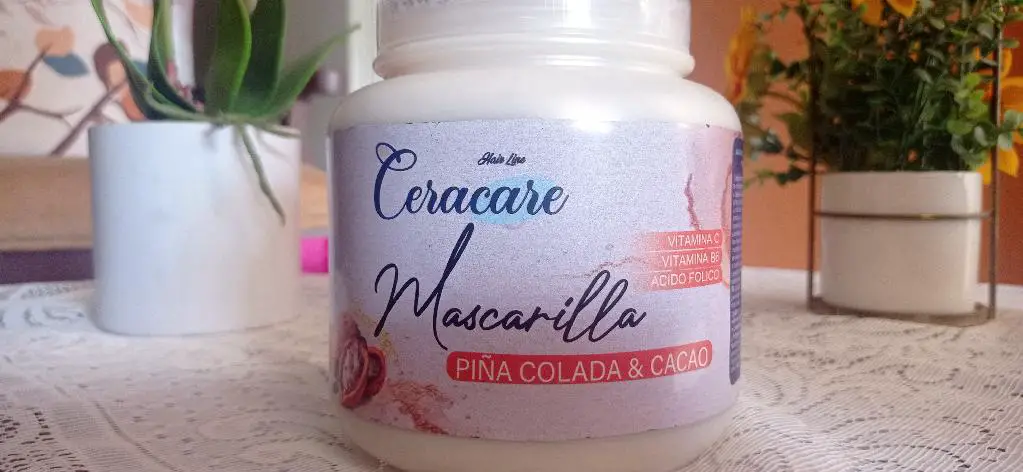 Hair Line
Ceracare
VITAMINA C
VITAMINA B6
ACIDO FOLICO
Mascarilla
PIÑA COLADA & CACAO